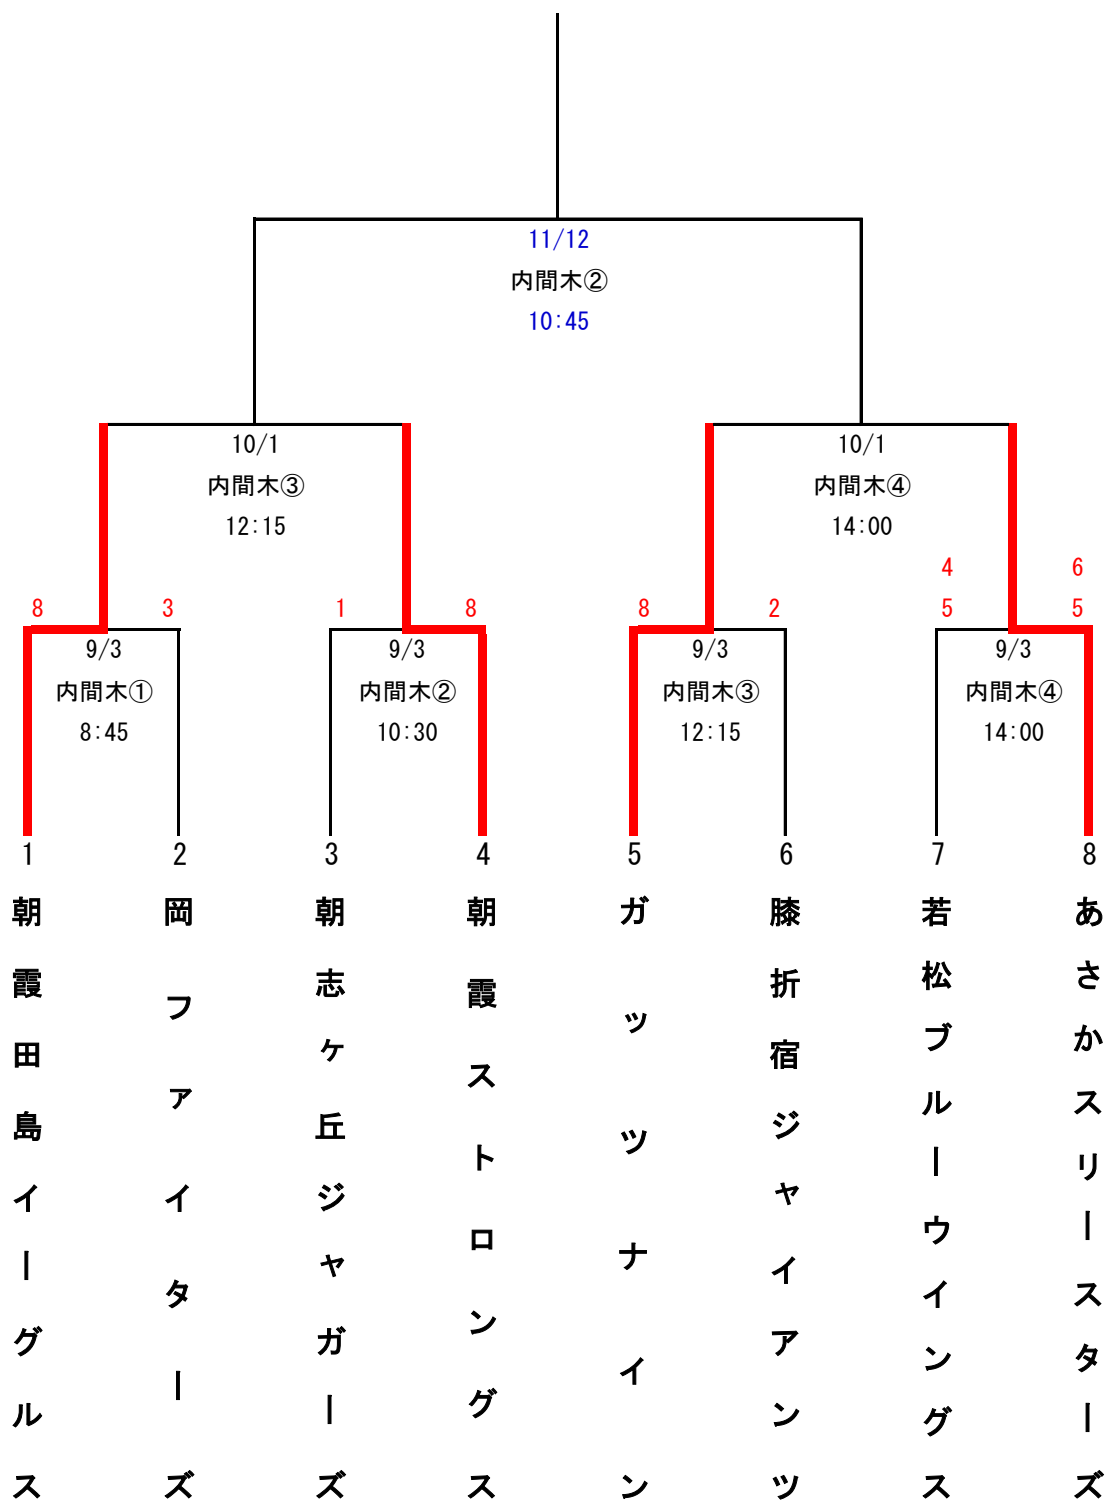 11/12
内間木②
10:45
10/1
内間木③
12:15
10/1
内間木④
14:00
4 6
8 3 1 8 8 2 5 5
9/3
内間木①
8:45
9/3
内間木②
10:30
9/3
内間木③
12:15
9/3
内間木④
14:00
1 2 3 4 5 6 7 8
朝霞田島イーグルス
岡ファイターズ
朝志ヶ丘ジャガーズ
朝霞ストロングス
ガッツナイン
膝折宿ジャイアンツ
若松ブルーウイングス
あさかスリースターズ